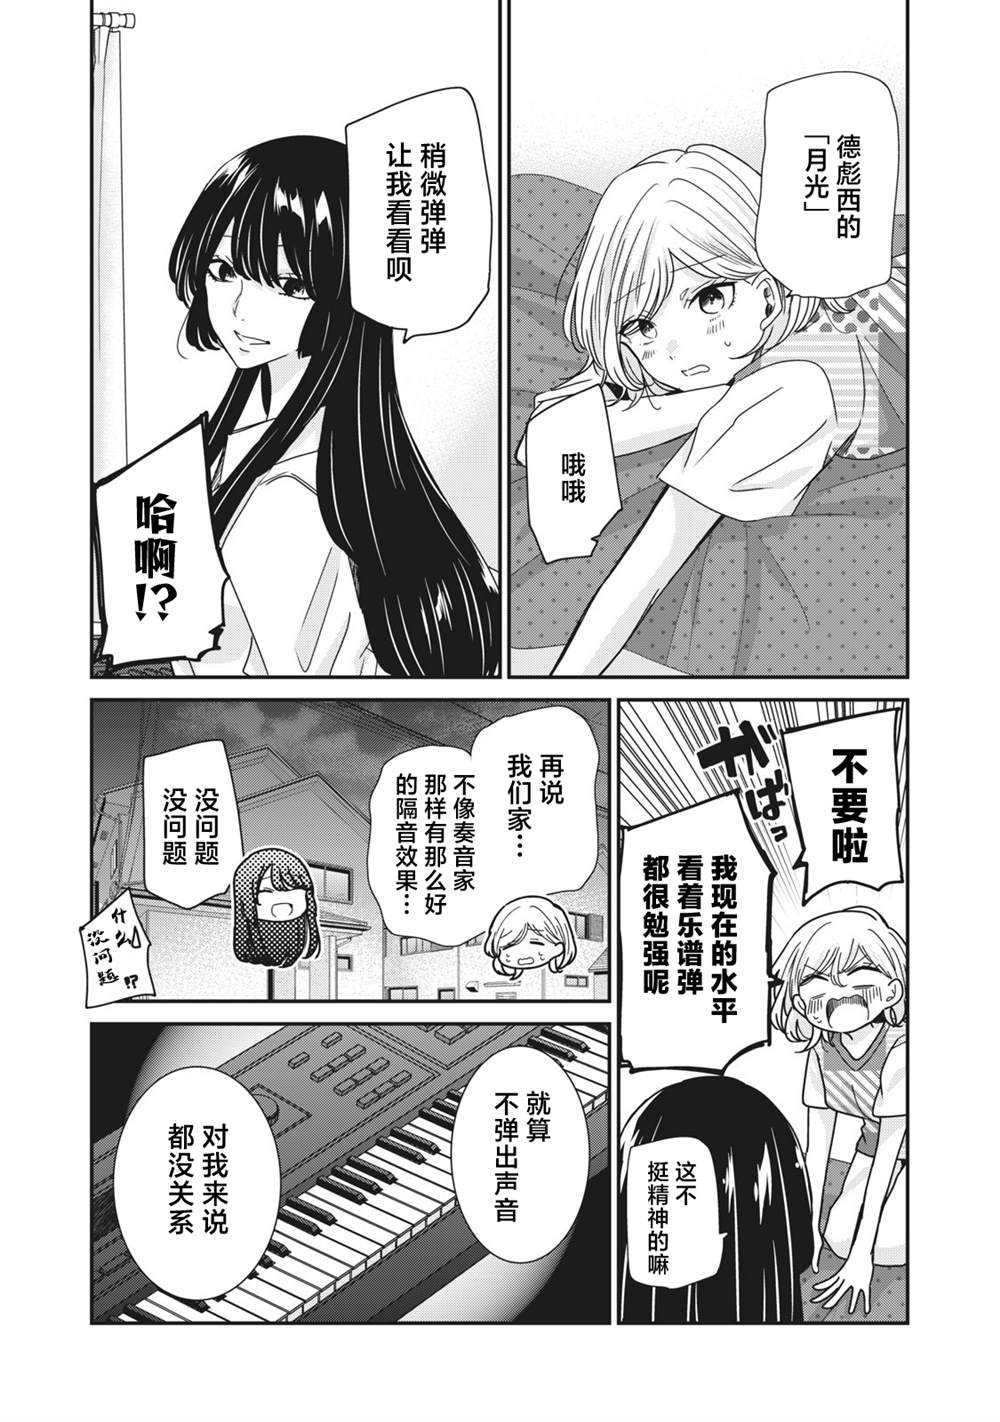 德彪西的
「月光」
哦哦
稍微弹弹
让我看看呗
哈啊!?
不要啦
がばっ
我现在的水平
看着乐谱弹
都很勉强呢
这不
挺精神的嘛
再说
我们家…
不像奏音家
那样有那么好
的隔音效果…
没问题
没问题
什么
没问题!?
就算
不弹出声音
对我来说
都没关系